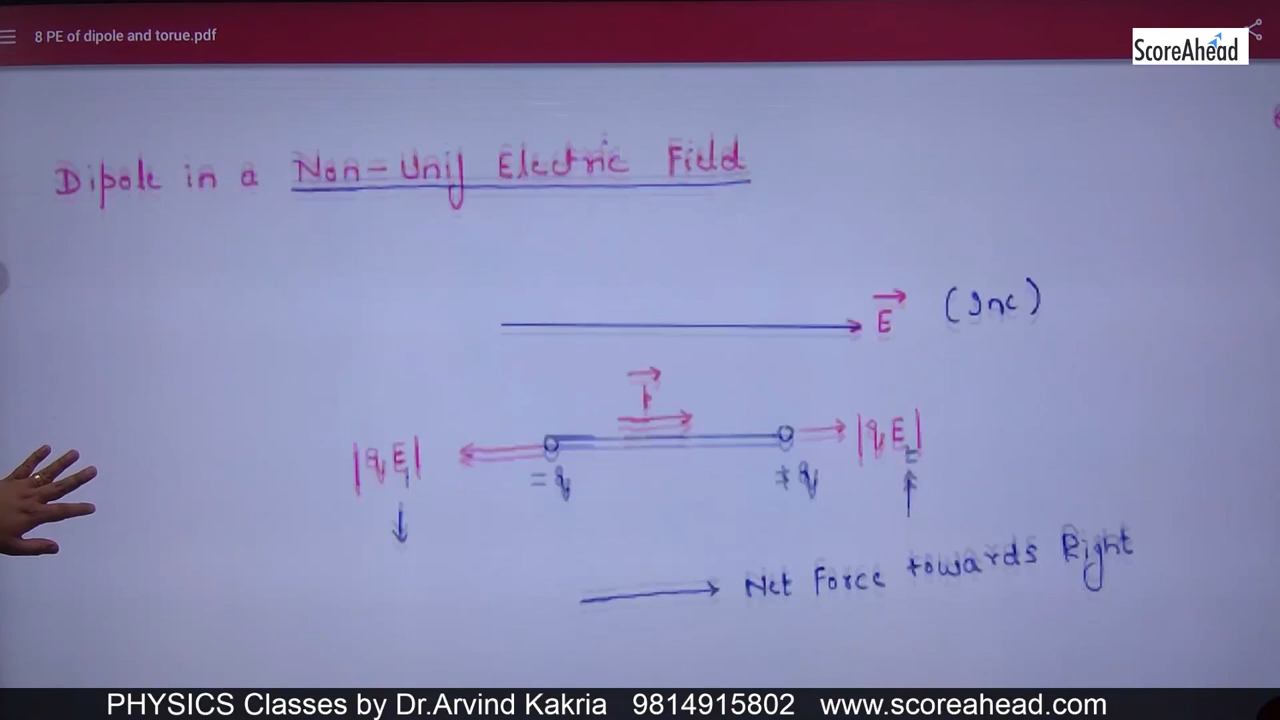 8 PE of dipole and torue.pdf
ScoreAhead
Dipole in a Non-Unif Electric Field
E (Inc)
P
|qE1| |qE2|
-q +q
Net Force towards Right
PHYSICS Classes by Dr.Arvind Kakria 9814915802 www.scoreahead.com